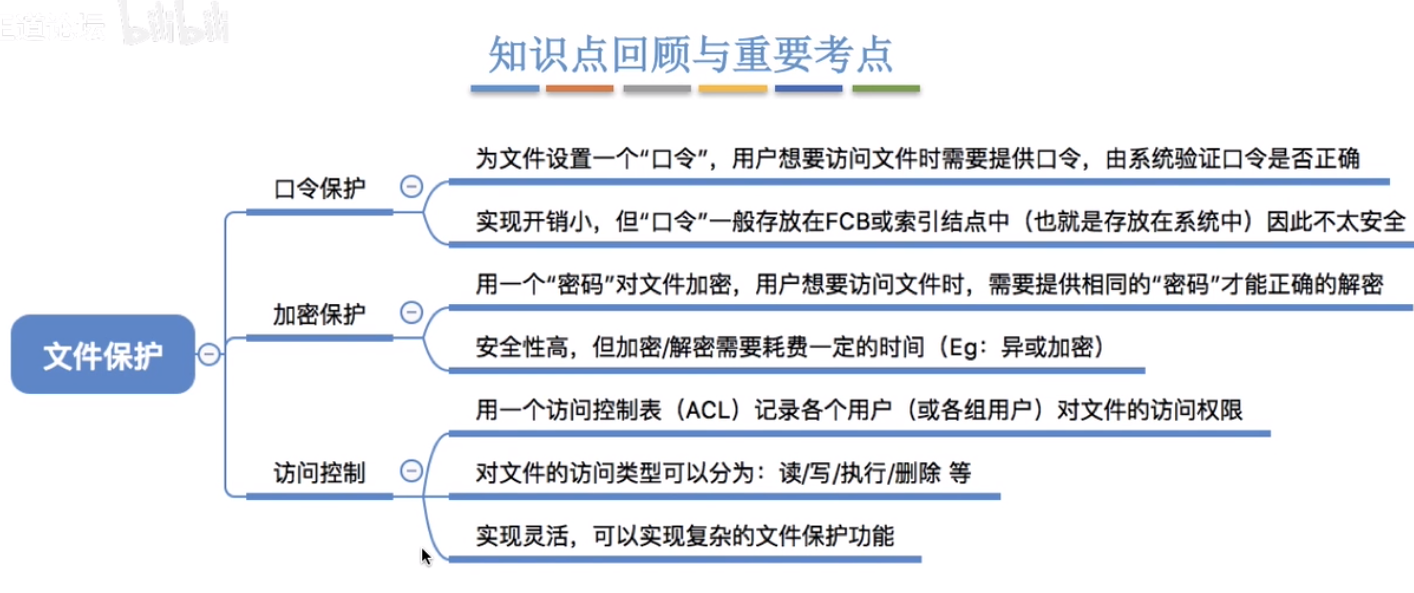 bilibili
知识点回顾与重要考点
文件保护
口令保护
为文件设置一个“口令”，用户想要访问文件时需要提供口令，由系统验证口令是否正确
实现开销小，但“口令”一般存放在FCB或索引结点中（也就是存放在系统中）因此不太安全
加密保护
用一个“密码”对文件加密，用户想要访问文件时，需要提供相同的“密码”才能正确的解密
安全性高，但加密/解密需要耗费一定的时间（Eg：异或加密）
访问控制
用一个访问控制表（ACL）记录各个用户（或各组用户）对文件的访问权限
对文件的访问类型可以分为：读/写/执行/删除 等
实现灵活，可以实现复杂的文件保护功能